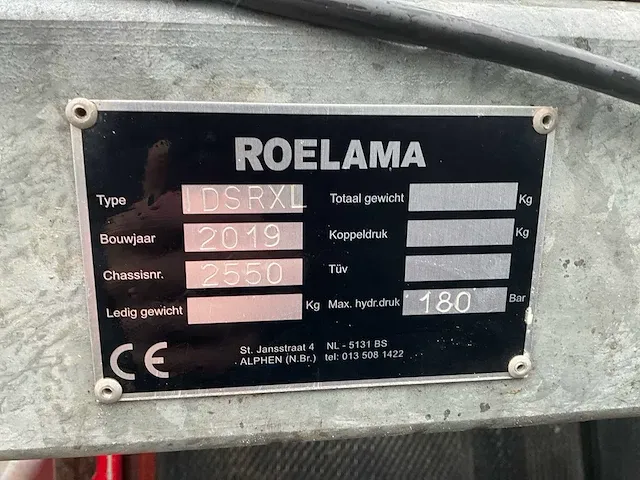 ROELAMA
Type IDSRXL Totaal gewicht Kg
Bouwjaar 2019 Koppeldruk Kg
Chassisnr. 2550 Tüv
Ledig gewicht Kg Max. hydr.druk 180 Bar
CE St. Jansstraat 4 NL - 5131 BS
ALPHEN (N.Br.) tel: 013 508 1422